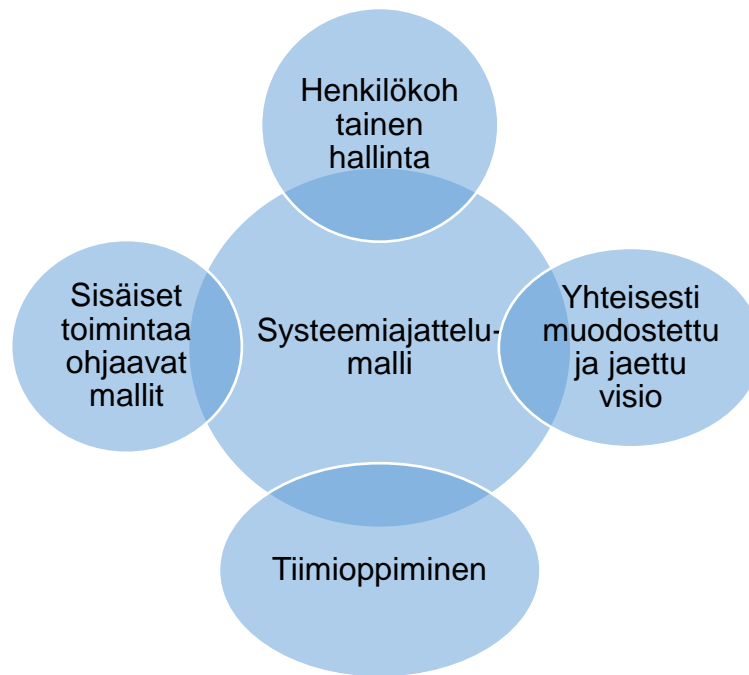 Henkilökoh
tainen
hallinta
Sisäiset
toimintaa
ohjaavat
mallit
Systeemiajattelu-
malli
Yhteisesti
muodostettu
ja jaettu
visio
Tiimioppiminen